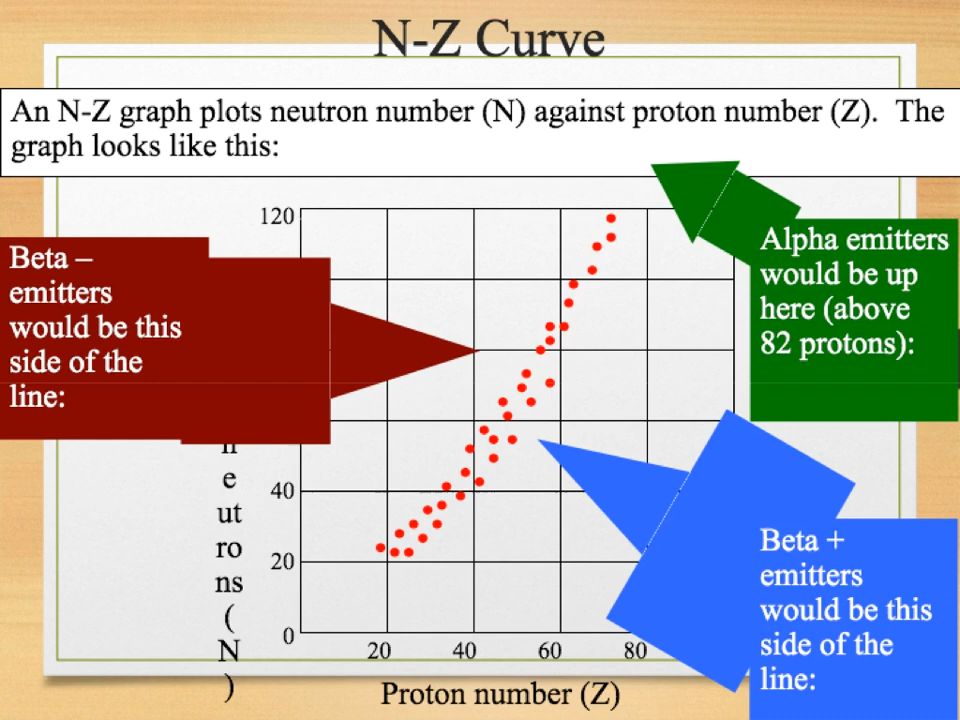 N-Z Curve
An N-Z graph plots neutron number (N) against proton number (Z). The
graph looks like this:
120
40
20
0
20
40
60
80
Proton number (Z)
e
ut
ro
ns
(
N
)
Beta –
emitters
would be this
side of the
line:
Alpha emitters
would be up
here (above
82 protons):
Beta +
emitters
would be this
side of the
line: